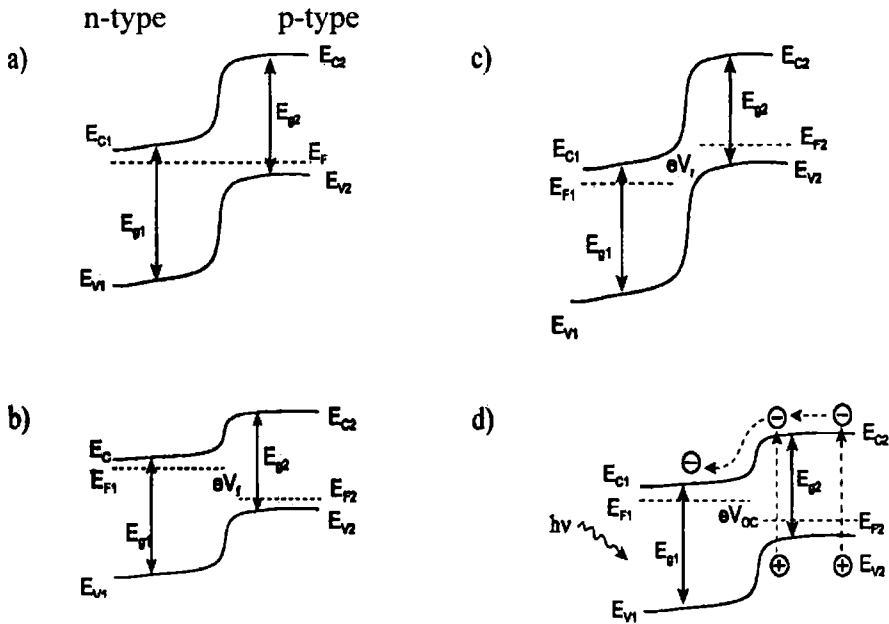 n-type p-type
a)
E_C2
E_g2
E_C1
E_F
E_V2
E_g1
E_V1
c)
E_C2
E_g2
E_F2
E_C1
eV_r
E_V2
E_F1
E_g1
E_V1
b)
E_C2
E_C
E_g2
E_F1
eV_f
E_F2
E_V2
E_g1
E_V1
d)
⊖ ⊖
E_C2
⊖
E_C1
E_g2
E_F1
eV_OC
E_F2
hν
E_g1
⊕ ⊕
E_V2
E_V1